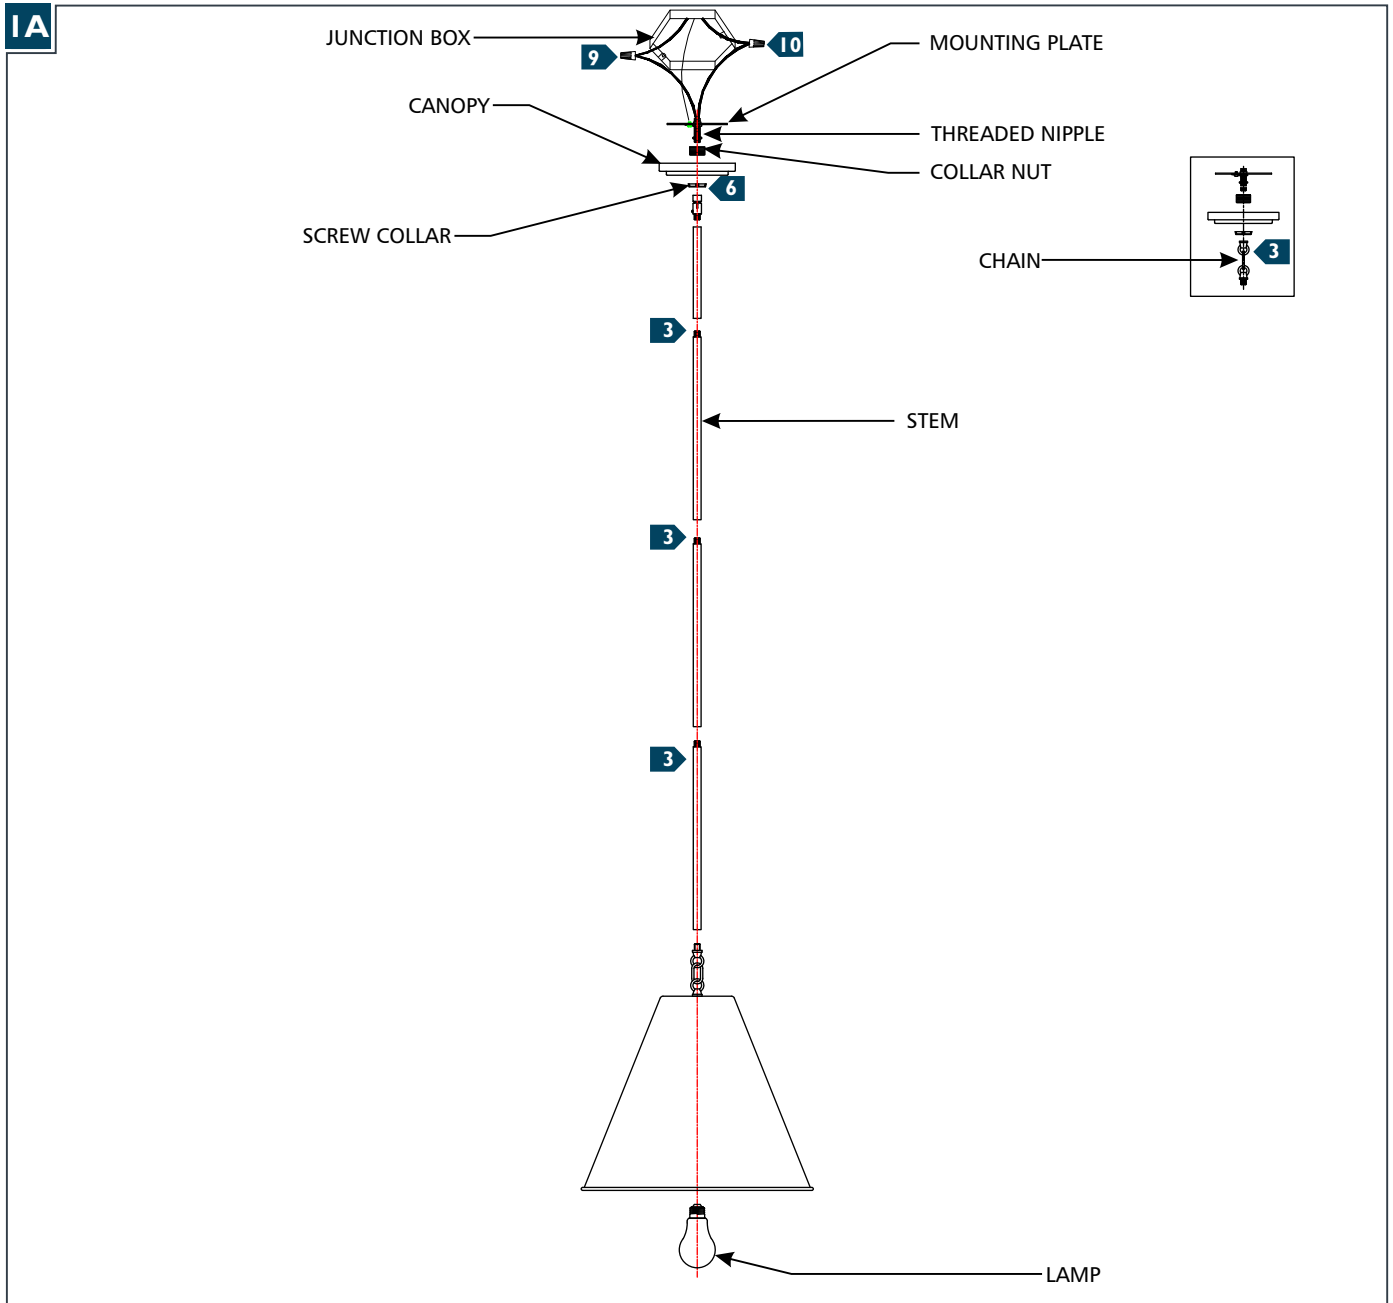 1A
JUNCTION BOX
9
10
MOUNTING PLATE
CANOPY
THREADED NIPPLE
COLLAR NUT
6
SCREW COLLAR
CHAIN
3
3
STEM
3
3
LAMP